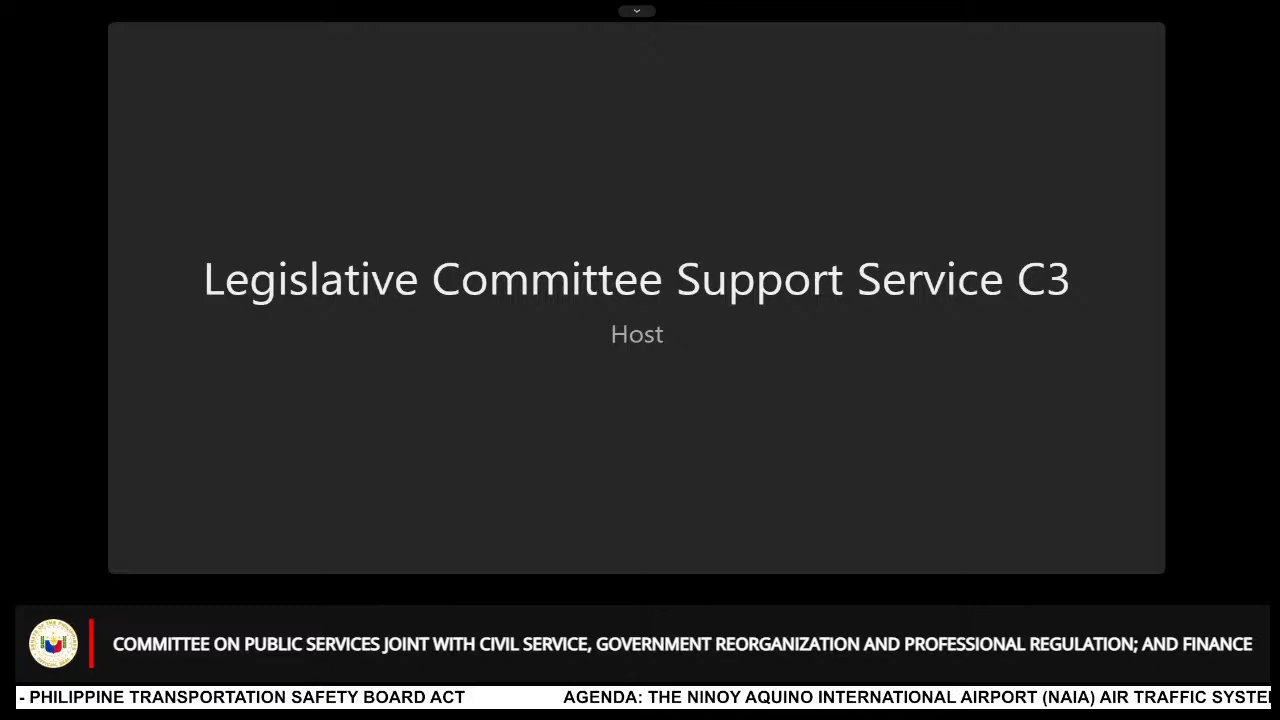 Legislative Committee Support Service C3
Host
COMMITTEE ON PUBLIC SERVICES JOINT WITH CIVIL SERVICE, GOVERNMENT REORGANIZATION AND PROFESSIONAL REGULATION; AND FINANCE
- PHILIPPINE TRANSPORTATION SAFETY BOARD ACT AGENDA: THE NINOY AQUINO INTERNATIONAL AIRPORT (NAIA) AIR TRAFFIC